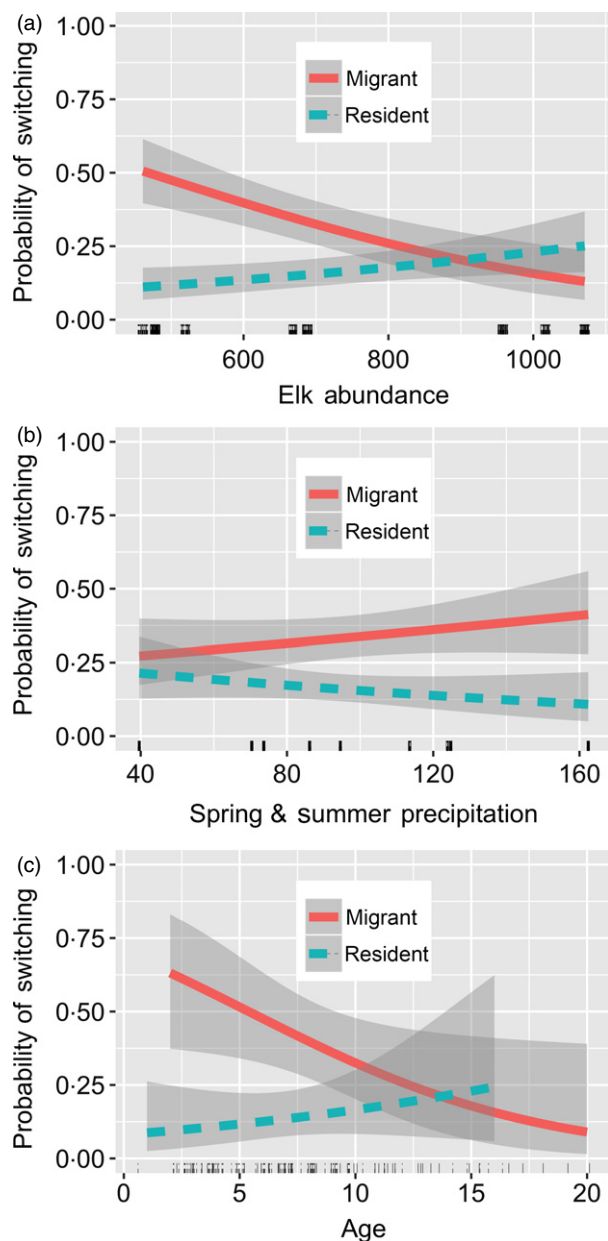 (a)
Probability of switching
1·00
0·75
0·50
0·25
0·00
Migrant
Resident
600
800
1000
Elk abundance
(b)
Probability of switching
1·00
0·75
0·50
0·25
0·00
Migrant
Resident
40
80
120
160
Spring & summer precipitation
(c)
Probability of switching
1·00
0·75
0·50
0·25
0·00
Migrant
Resident
0
5
10
15
20
Age